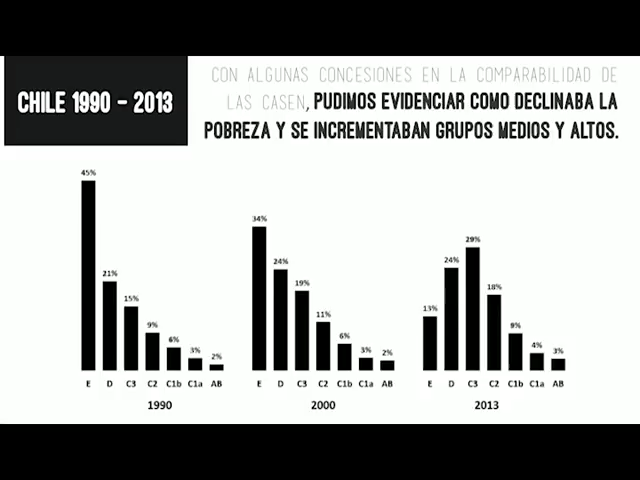 CHILE 1990 - 2013
CON ALGUNAS CONCESIONES EN LA COMPARABILIDAD DE
LAS CASEN, PUDIMOS EVIDENCIAR COMO DECLINABA LA
POBREZA Y SE INCREMENTABAN GRUPOS MEDIOS Y ALTOS.
45% 21% 15% 9% 6% 3% 2%
E D C3 C2 C1b C1a AB
1990
34% 24% 19% 11% 6% 3% 2%
E D C3 C2 C1b C1a AB
2000
13% 24% 29% 18% 9% 4% 3%
E D C3 C2 C1b C1a AB
2013